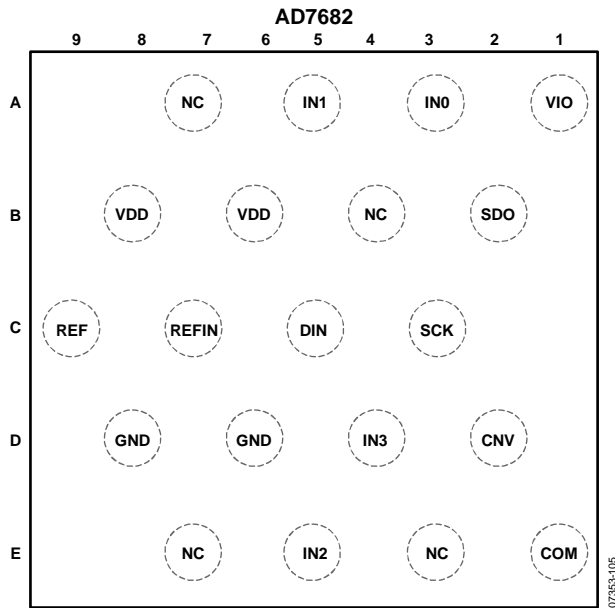 AD7682
9 8 7 6 5 4 3 2 1
A NC IN1 IN0 VIO
B VDD VDD NC SDO
C REF REFIN DIN SCK
D GND GND IN3 CNV
E NC IN2 NC COM
07353-105